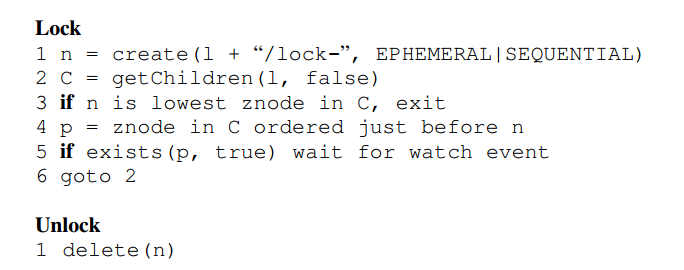 Lock
1 n = create(l + “/lock-”, EPHEMERAL|SEQUENTIAL)
2 C = getChildren(l, false)
3 if n is lowest znode in C, exit
4 p = znode in C ordered just before n
5 if exists(p, true) wait for watch event
6 goto 2
Unlock
1 delete(n)